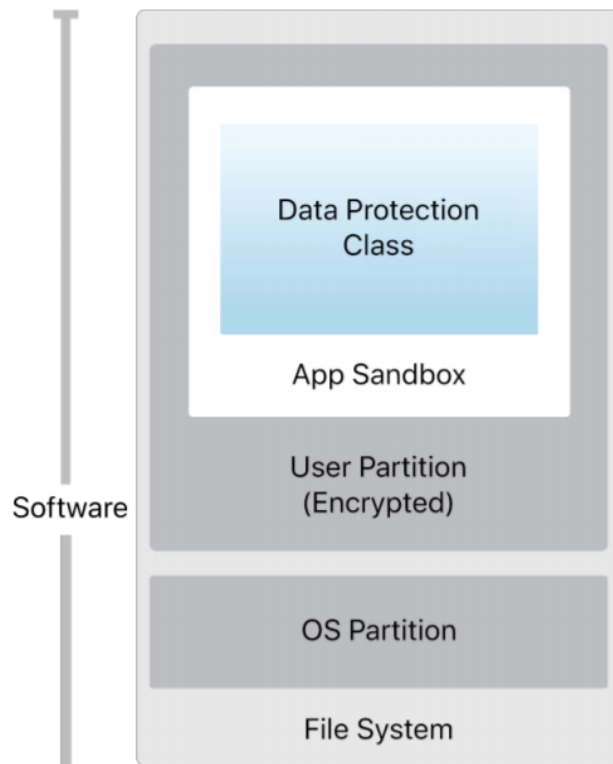 Data Protection
Class
App Sandbox
User Partition
(Encrypted)
Software
OS Partition
File System